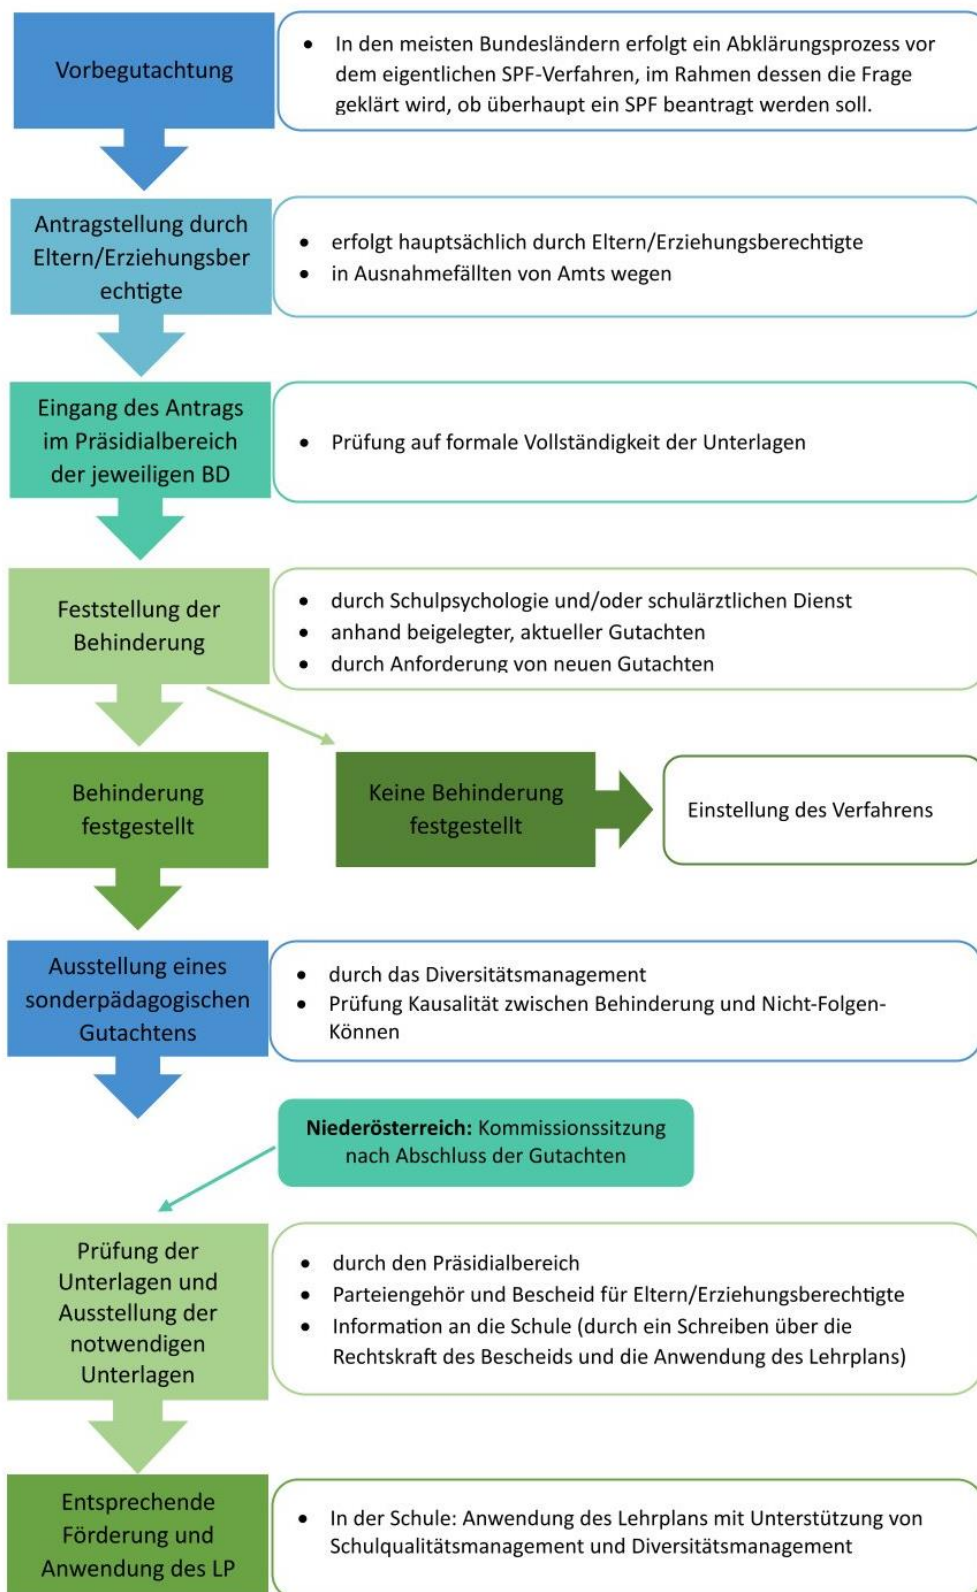 Vorbegutachtung
• In den meisten Bundesländern erfolgt ein Abklärungsprozess vor
dem eigentlichen SPF-Verfahren, im Rahmen dessen die Frage
geklärt wird, ob überhaupt ein SPF beantragt werden soll.
Antragstellung durch
Eltern/Erziehungsber
echtigte
• erfolgt hauptsächlich durch Eltern/Erziehungsberechtigte
• in Ausnahmefällten von Amts wegen
Eingang des Antrags
im Präsidialbereich
der jeweiligen BD
• Prüfung auf formale Vollständigkeit der Unterlagen
Feststellung der
Behinderung
• durch Schulpsychologie und/oder schulärztlichen Dienst
• anhand beigelegter, aktueller Gutachten
• durch Anforderung von neuen Gutachten
Behinderung
festgestellt
Keine Behinderung
festgestellt
Einstellung des Verfahrens
Ausstellung eines
sonderpädagogischen
Gutachtens
• durch das Diversitätsmanagement
• Prüfung Kausalität zwischen Behinderung und Nicht-Folgen-
Können
Niederösterreich: Kommissionssitzung
nach Abschluss der Gutachten
Prüfung der
Unterlagen und
Ausstellung der
notwendigen
Unterlagen
• durch den Präsidialbereich
• Parteiengehör und Bescheid für Eltern/Erziehungsberechtigte
• Information an die Schule (durch ein Schreiben über die
Rechtskraft des Bescheids und die Anwendung des Lehrplans)
Entsprechende
Förderung und
Anwendung des LP
• In der Schule: Anwendung des Lehrplans mit Unterstützung von
Schulqualitätsmanagement und Diversitätsmanagement